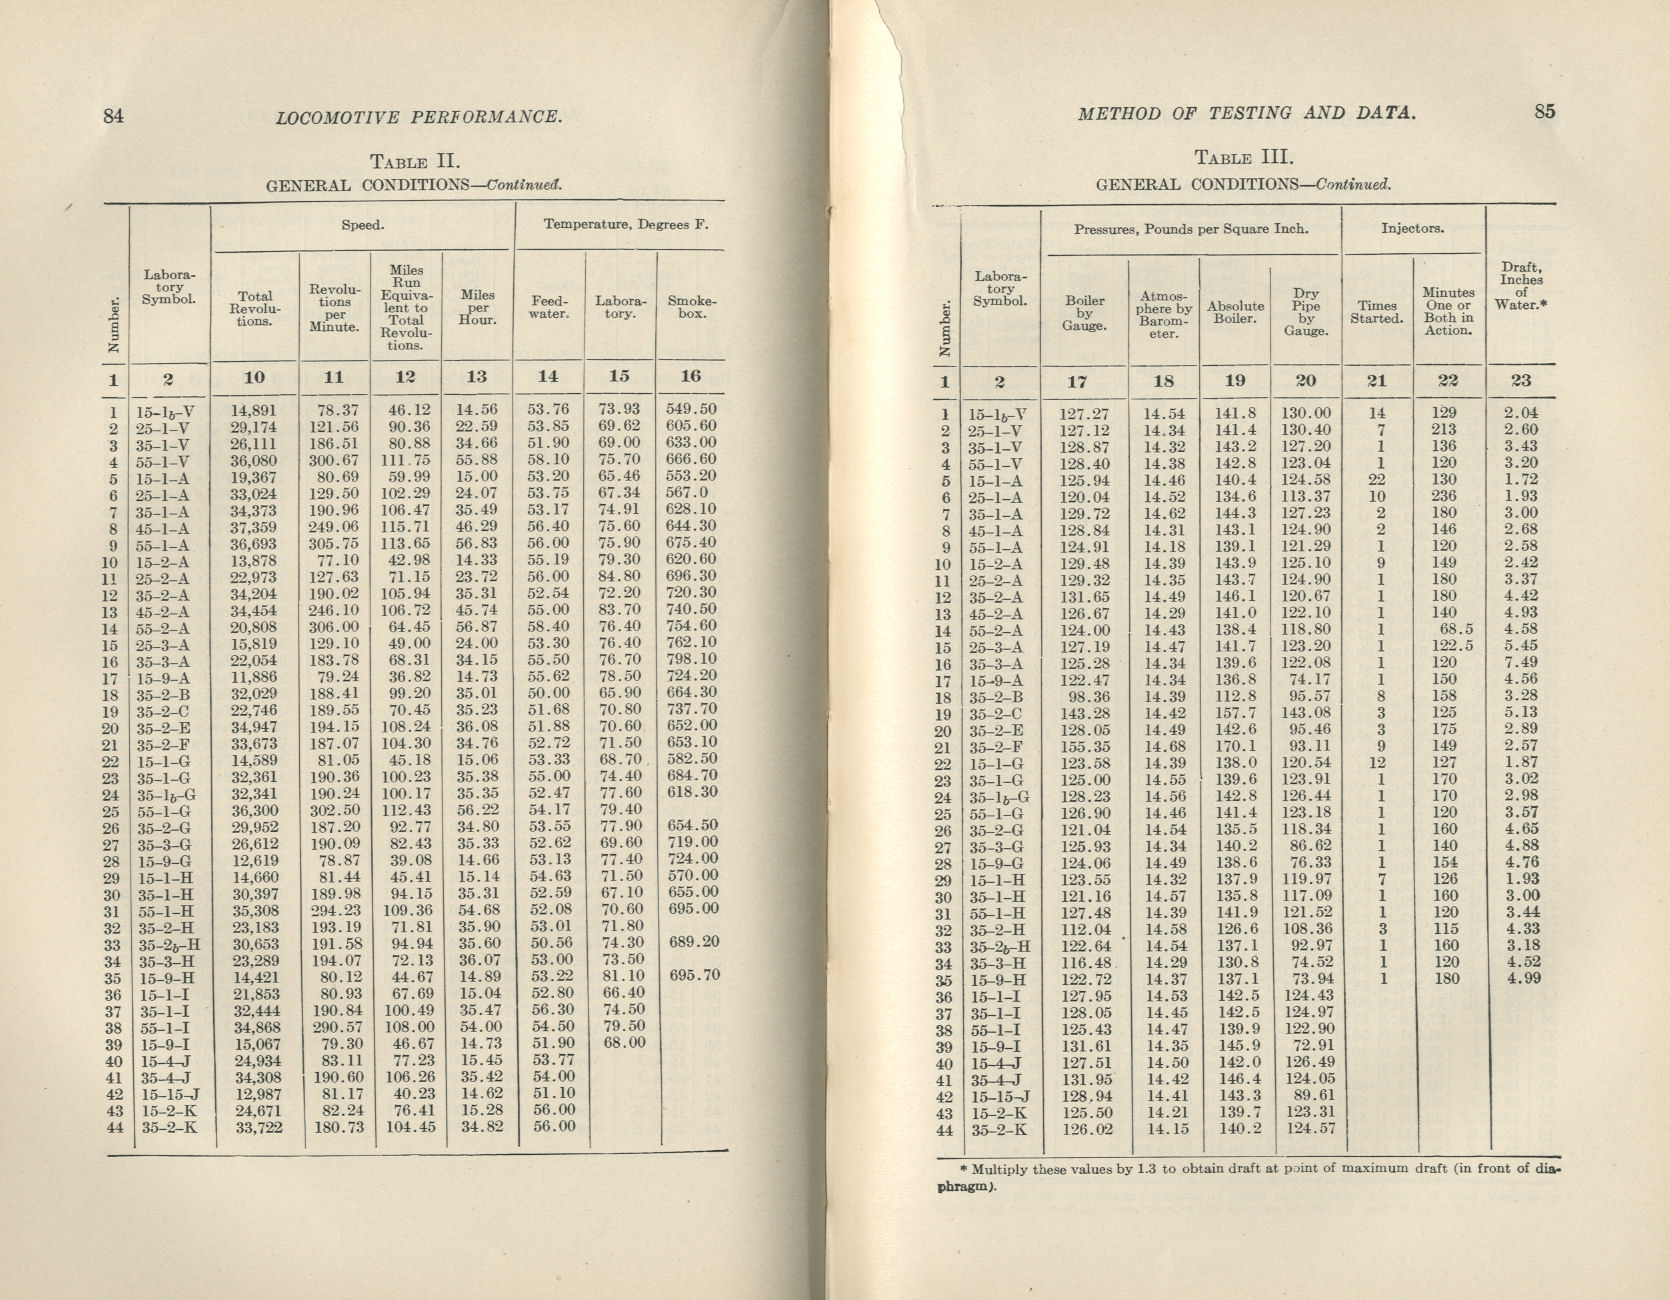 84 LOCOMOTIVE PERFORMANCE.
TABLE II.
GENERAL CONDITIONS—Continued.
Number. Labora-tory Symbol. Speed. Temperature, Degrees F.
Total Revolu-tions. Revolu-tions per Minute. Miles Run Equiva-lent to Total Revolu-tions. Miles per Hour. Feed-water. Labora-tory. Smoke-box.
1 2 10 11 12 13 14 15 16
1 15–1b–V 14,891 78.37 46.12 14.56 53.76 73.93 549.50
2 25–1–V 29,174 121.56 90.36 22.59 53.85 69.62 605.60
3 35–1–V 26,111 186.51 80.88 34.66 51.90 69.00 633.00
4 55–1–V 36,080 300.67 111.75 55.88 58.10 75.70 666.60
5 15–1–A 19,367 80.69 59.99 15.00 53.20 65.46 553.20
6 25–1–A 33,024 129.50 102.29 24.07 53.75 67.34 567.0
7 35–1–A 34,373 190.96 106.47 35.49 53.17 74.91 628.10
8 45–1–A 37,359 249.06 115.71 46.29 56.40 75.60 644.30
9 55–1–A 36,693 305.75 113.65 56.83 56.00 75.90 675.40
10 15–2–A 13,878 77.10 42.98 14.33 55.19 79.30 620.60
11 25–2–A 22,973 127.63 71.15 23.72 56.00 84.80 696.30
12 35–2–A 34,204 190.02 105.94 35.31 52.54 72.20 720.30
13 45–2–A 34,454 246.10 106.72 45.74 55.00 83.70 740.50
14 55–2–A 20,808 306.00 64.45 56.87 58.40 76.40 754.60
15 25–3–A 15,819 129.10 49.00 24.00 53.30 76.40 762.10
16 35–3–A 22,054 183.78 68.31 34.15 55.50 76.70 798.10
17 15–9–A 11,886 79.24 36.82 14.73 55.62 78.50 724.20
18 35–2–B 32,029 188.41 99.20 35.01 50.00 65.90 664.30
19 35–2–C 22,746 189.55 70.45 35.23 51.68 70.80 737.70
20 35–2–E 34,947 194.15 108.24 36.08 51.88 70.60 652.00
21 35–2–F 33,673 187.07 104.30 34.76 52.72 71.50 653.10
22 15–1–G 14,589 81.05 45.18 15.06 53.33 68.70 582.50
23 35–1–G 32,361 190.36 100.23 35.38 55.00 74.40 684.70
24 35–1b–G 32,341 190.24 100.17 35.35 52.47 77.60 618.30
25 55–1–G 36,300 302.50 112.43 56.22 54.17 79.40
26 35–2–G 29,952 187.20 92.77 34.80 53.55 77.90 654.50
27 35–3–G 26,612 190.09 82.43 35.33 52.62 69.60 719.00
28 15–9–G 12,619 78.87 39.08 14.66 53.13 77.40 724.00
29 15–1–H 14,660 81.44 45.41 15.14 54.63 71.50 570.00
30 35–1–H 30,397 189.98 94.15 35.31 52.59 67.10 655.00
31 55–1–H 35,308 294.23 109.36 54.68 52.08 70.60 695.00
32 35–2–H 23,183 193.19 71.81 35.90 53.01 71.80
33 35–2b–H 30,653 191.58 94.94 35.60 50.56 74.30 689.20
34 35–3–H 23,289 194.07 72.13 36.07 53.00 73.50
35 15–9–H 14,421 80.12 44.67 14.89 53.22 81.10 695.70
36 15–1–I 21,853 80.93 67.69 15.04 52.80 66.40
37 35–1–I 32,444 190.84 100.49 35.47 56.30 74.50
38 55–1–I 34,868 290.57 108.00 54.00 54.50 79.50
39 15–9–I 15,067 79.30 46.67 14.73 51.90 68.00
40 15–4–J 24,934 83.11 77.23 15.45 53.77
41 35–4–J 34,308 190.60 106.26 35.42 54.00
42 15–15–J 12,987 81.17 40.23 14.62 51.10
43 15–2–K 24,671 82.24 76.41 15.28 56.00
44 35–2–K 33,722 180.73 104.45 34.82 56.00
METHOD OF TESTING AND DATA. 85
TABLE III.
GENERAL CONDITIONS—Continued.
Number. Labora-tory Symbol. Pressures, Pounds per Square Inch. Injectors. Draft, Inches of Water.*
Boiler by Gauge. Atmos-phere by Barom-eter. Absolute Boiler. Dry Pipe by Gauge. Times Started. Minutes One or Both in Action.
1 2 17 18 19 20 21 22 23
1 15–1b–V 127.27 14.54 141.8 130.00 14 129 2.04
2 25–1–V 127.12 14.34 141.4 130.40 7 213 2.60
3 35–1–V 128.87 14.32 143.2 127.20 1 136 3.43
4 55–1–V 128.40 14.38 142.8 123.04 1 120 3.20
5 15–1–A 125.94 14.46 140.4 124.58 22 130 1.72
6 25–1–A 120.04 14.52 134.6 113.37 10 236 1.93
7 35–1–A 129.72 14.62 144.3 127.23 2 180 3.00
8 45–1–A 128.84 14.31 143.1 124.90 2 146 2.68
9 55–1–A 124.91 14.18 139.1 121.29 1 120 2.58
10 15–2–A 129.48 14.39 143.9 125.10 9 149 2.42
11 25–2–A 129.32 14.35 143.7 124.90 1 180 3.37
12 35–2–A 131.65 14.49 146.1 120.67 1 180 4.42
13 45–2–A 126.67 14.29 141.0 122.10 1 140 4.93
14 55–2–A 124.00 14.43 138.4 118.80 1 68.5 4.58
15 25–3–A 127.19 14.47 141.7 123.20 1 122.5 5.45
16 35–3–A 125.28 14.34 139.6 122.08 1 120 7.49
17 15–9–A 122.47 14.34 136.8 74.17 1 150 4.56
18 35–2–B 98.36 14.39 112.8 95.57 8 158 3.28
19 35–2–C 143.28 14.42 157.7 143.08 3 125 5.13
20 35–2–E 128.05 14.49 142.6 95.46 3 175 2.89
21 35–2–F 155.35 14.68 170.1 93.11 9 149 2.57
22 15–1–G 123.58 14.39 138.0 120.54 12 127 1.87
23 35–1–G 125.00 14.55 139.6 123.91 1 170 3.02
24 35–1b–G 128.23 14.56 142.8 126.44 1 170 2.98
25 55–1–G 126.90 14.46 141.4 123.18 1 120 3.57
26 35–2–G 121.04 14.54 135.5 118.34 1 160 4.65
27 35–3–G 125.93 14.34 140.2 86.62 1 140 4.88
28 15–9–G 124.06 14.49 138.6 76.33 1 154 4.76
29 15–1–H 123.55 14.32 137.9 119.97 7 126 1.93
30 35–1–H 121.16 14.57 135.8 117.09 1 160 3.00
31 55–1–H 127.48 14.39 141.9 121.52 1 120 3.44
32 35–2–H 112.04 14.58 126.6 108.36 3 115 4.33
33 35–2b–H 122.64 14.54 137.1 92.97 1 160 3.18
34 35–3–H 116.48 14.29 130.8 74.52 1 120 4.52
35 15–9–H 122.72 14.37 137.1 73.94 1 180 4.99
36 15–1–I 127.95 14.53 142.5 124.43
37 35–1–I 128.05 14.45 142.5 124.97
38 55–1–I 125.43 14.47 139.9 122.90
39 15–9–I 131.61 14.35 145.9 72.91
40 15–4–J 127.51 14.50 142.0 126.49
41 35–4–J 131.95 14.42 146.4 124.05
42 15–15–J 128.94 14.41 143.3 89.61
43 15–2–K 125.50 14.21 139.7 123.31
44 35–2–K 126.02 14.15 140.2 124.57
* Multiply these values by 1.3 to obtain draft at point of maximum draft (in front of dia-
phragm).